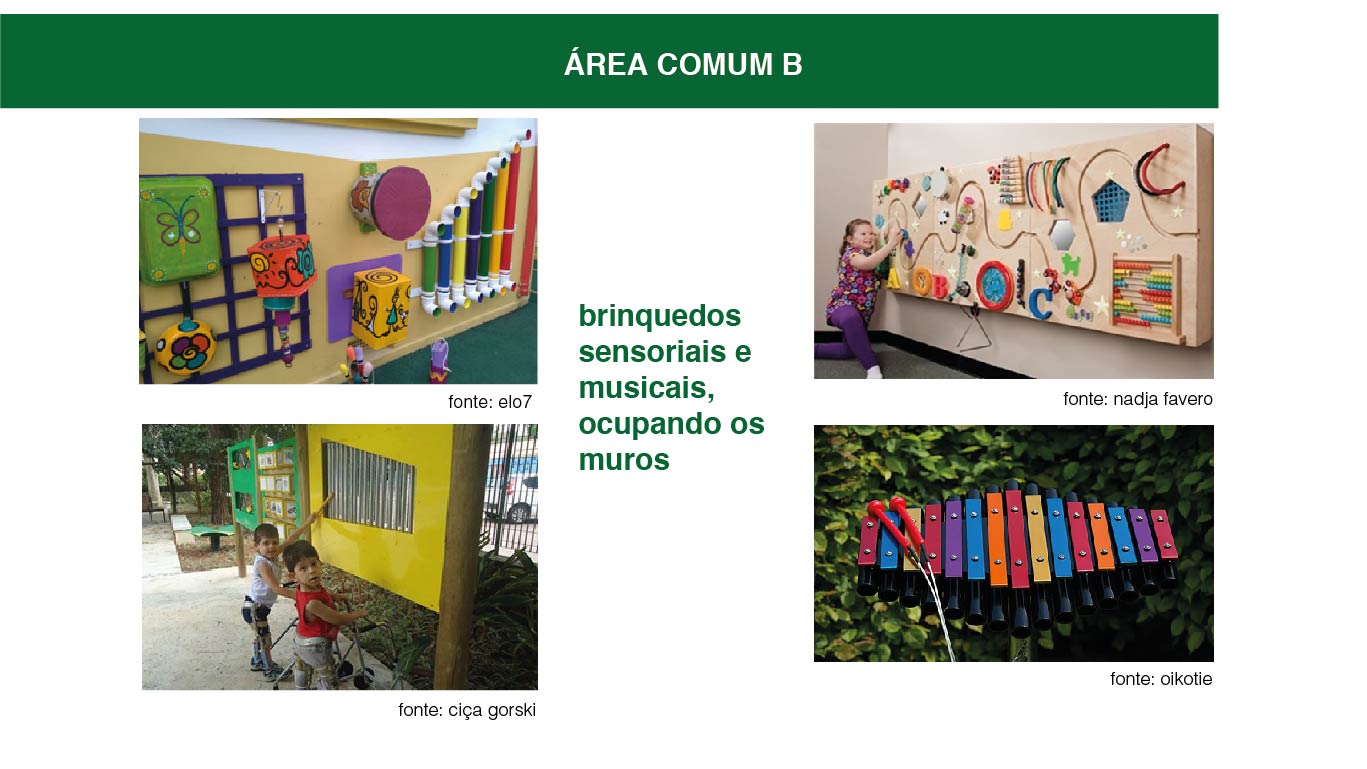 ÁREA COMUM B
fonte: elo7
brinquedos
sensoriais e
musicais,
ocupando os
muros
fonte: nadja favero
fonte: ciça gorski
fonte: oikotie